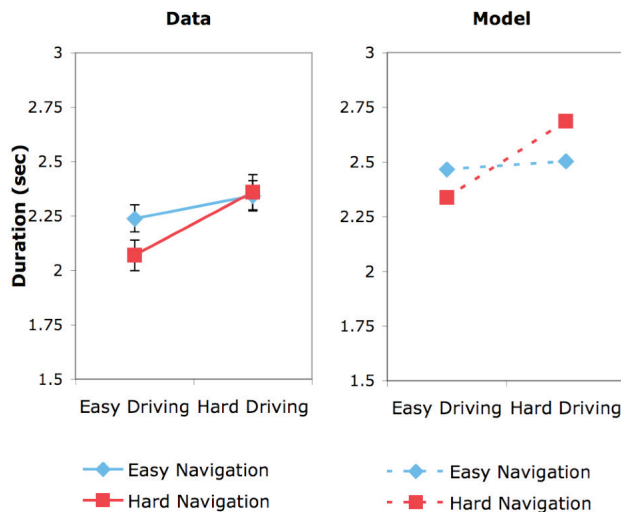 Data
Model
Duration (sec)
3
2.75
2.5
2.25
2
1.75
1.5
Easy Driving Hard Driving
3
2.75
2.5
2.25
2
1.75
1.5
Easy Driving Hard Driving
Easy Navigation
Hard Navigation
Easy Navigation
Hard Navigation